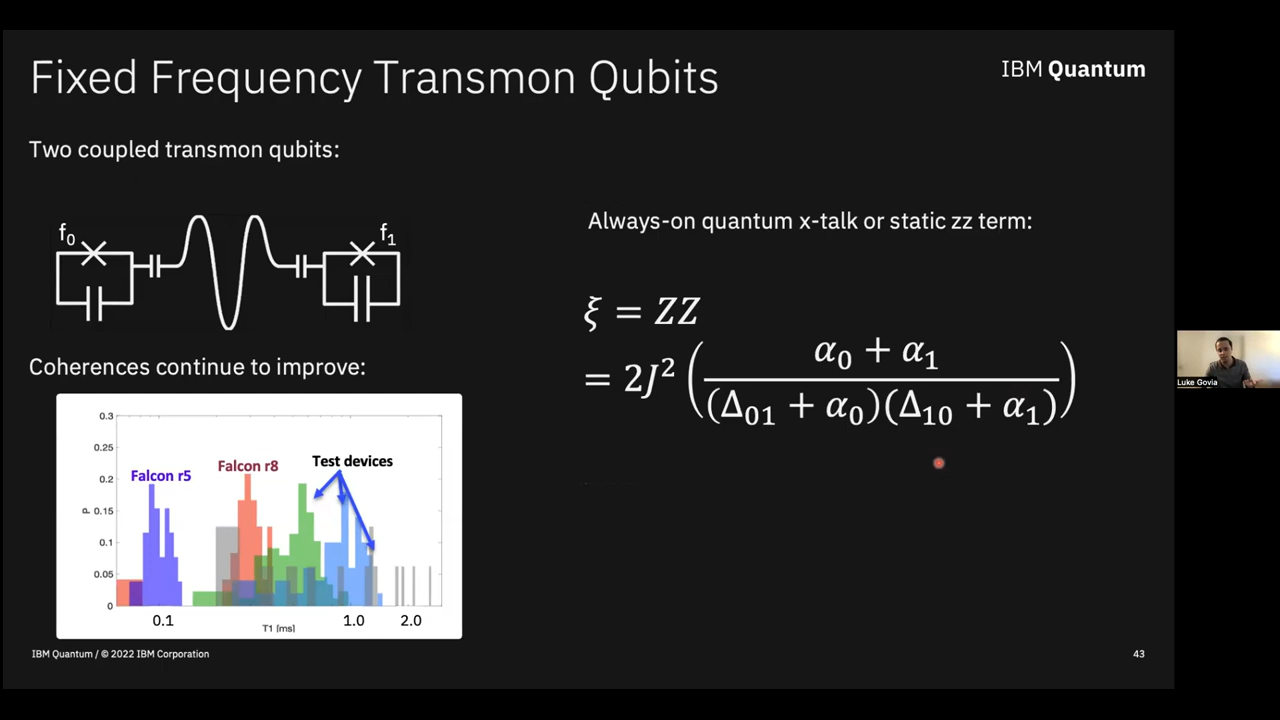 Fixed Frequency Transmon Qubits
IBM Quantum
Two coupled transmon qubits:
f₀
f₁
Always-on quantum x-talk or static zz term:
ξ = ZZ
= 2J² ( (α₀ + α₁) / ((Δ₀₁ + α₀)(Δ₁₀ + α₁)) )
Coherences continue to improve:
0.3
0.25
0.2
0.15
0.1
0.05
0
P
Falcon r5
Falcon r8
Test devices
0.1
1.0
2.0
T1 [ms]
Luke Govia
IBM Quantum / © 2022 IBM Corporation
43